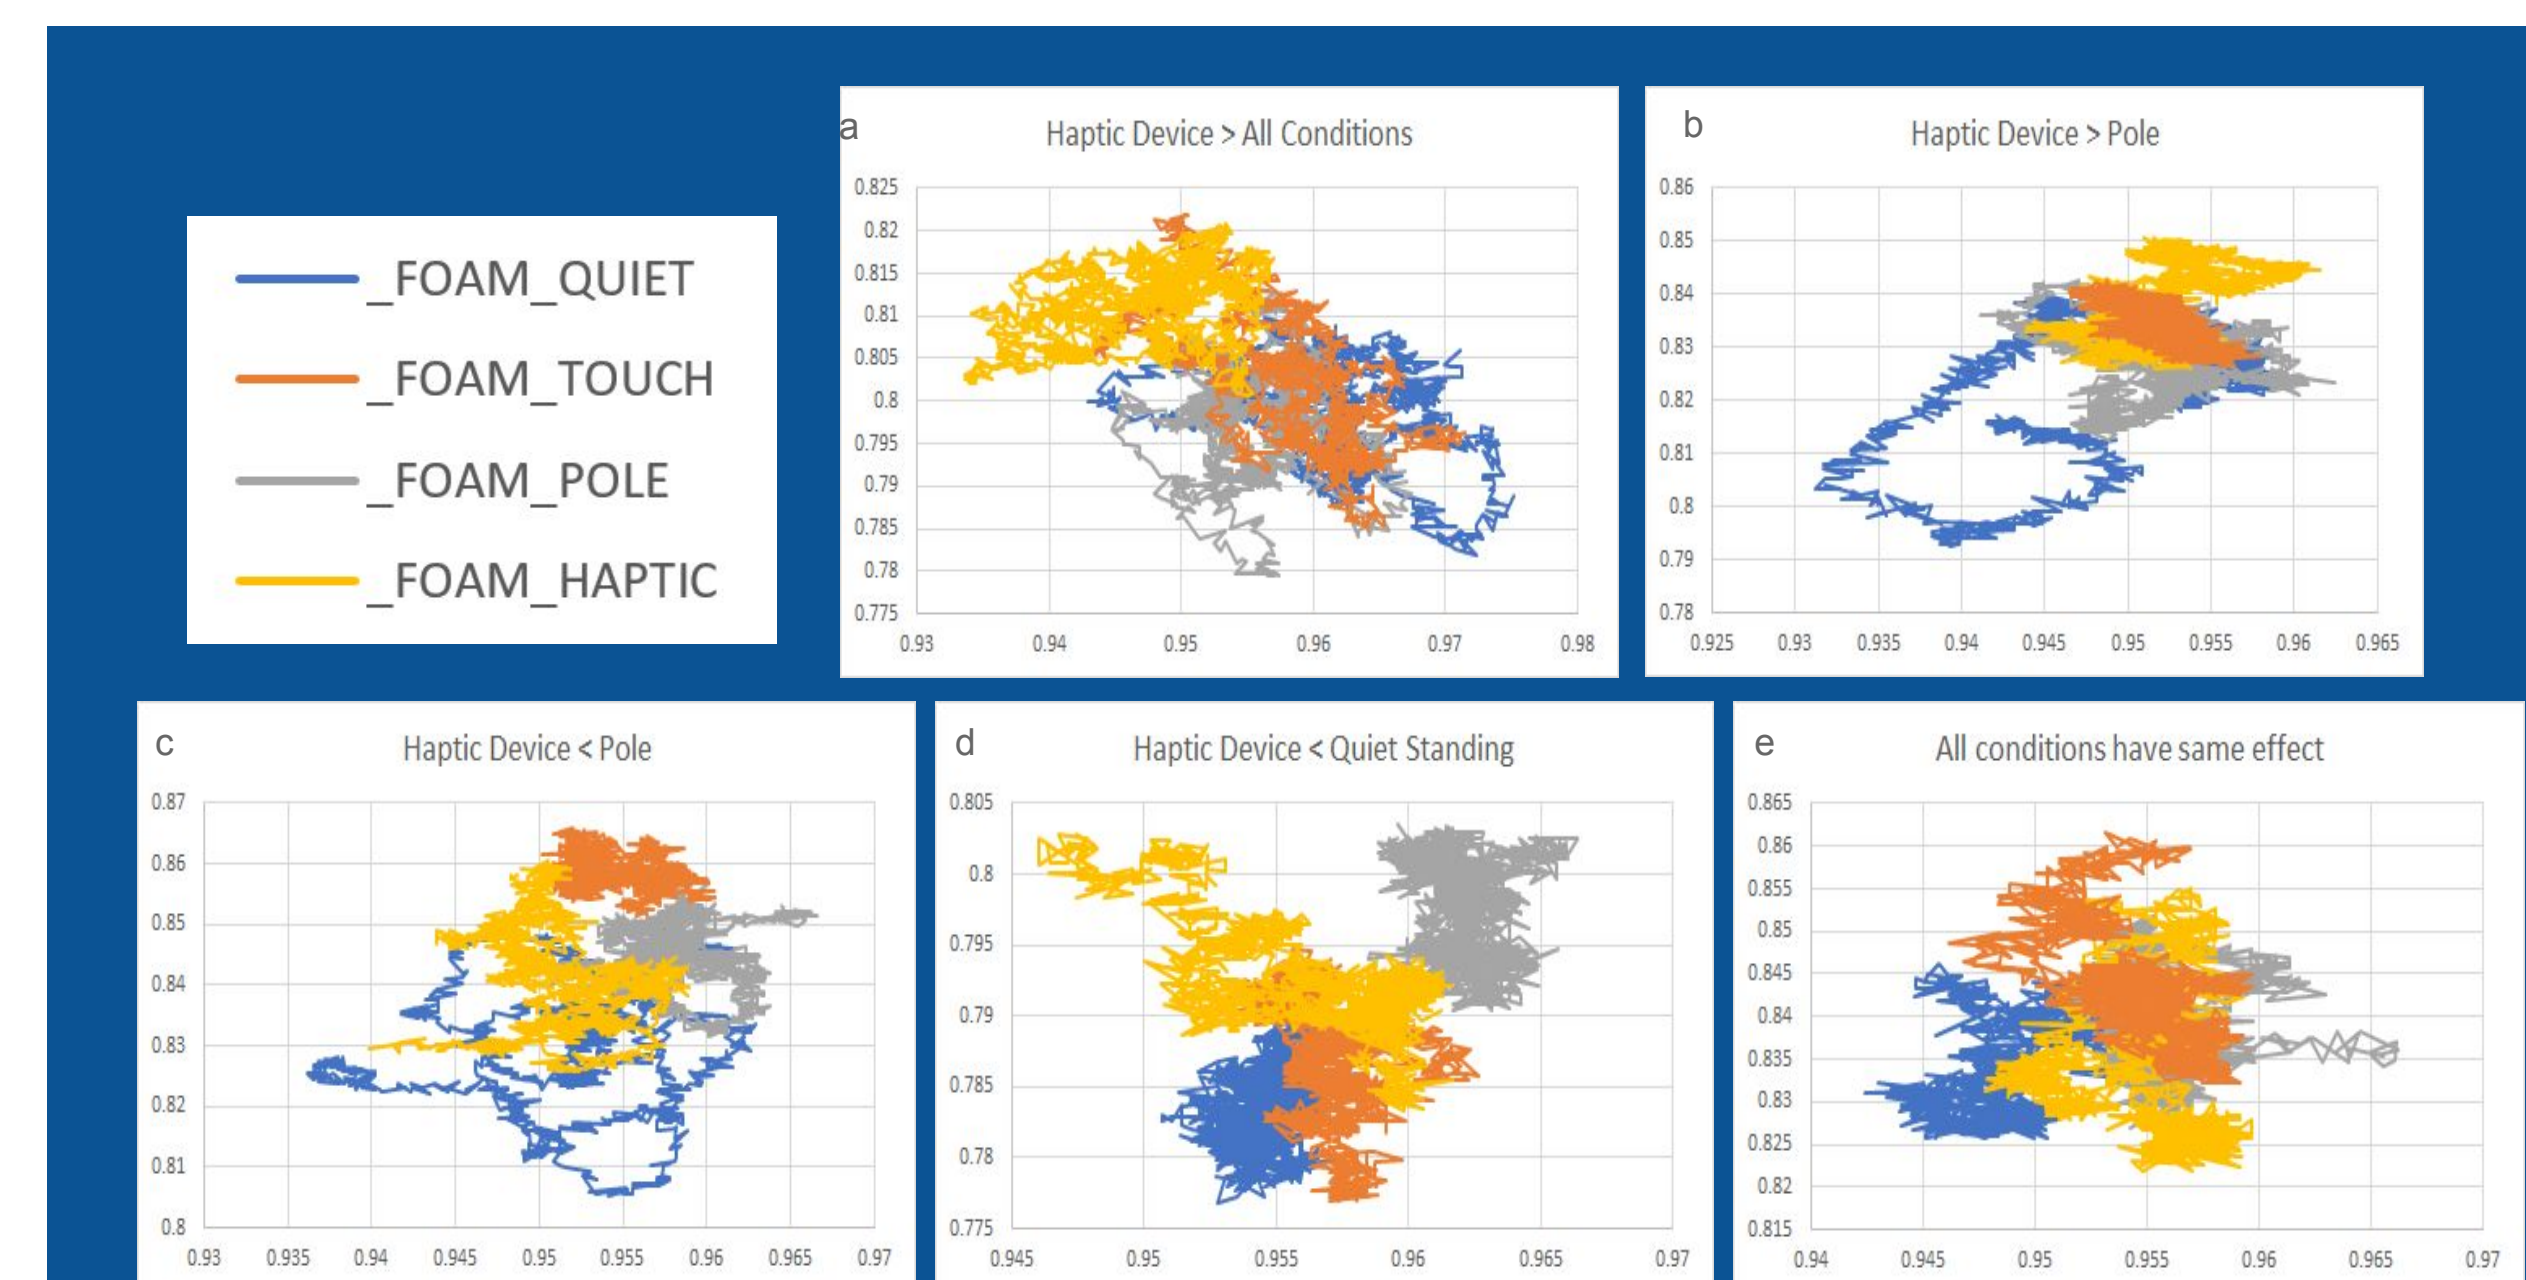 _FOAM_QUIET
_FOAM_TOUCH
_FOAM_POLE
_FOAM_HAPTIC
a
Haptic Device > All Conditions
0.825
0.82
0.815
0.81
0.805
0.8
0.795
0.79
0.785
0.78
0.775
0.93 0.94 0.95 0.96 0.97 0.98
b
Haptic Device > Pole
0.86
0.85
0.84
0.83
0.82
0.81
0.8
0.79
0.78
0.925 0.93 0.935 0.94 0.945 0.95 0.955 0.96 0.965
c
Haptic Device < Pole
0.87
0.86
0.85
0.84
0.83
0.82
0.81
0.8
0.93 0.935 0.94 0.945 0.95 0.955 0.96 0.965 0.97
d
Haptic Device < Quiet Standing
0.805
0.8
0.795
0.79
0.785
0.78
0.775
0.945 0.95 0.955 0.96 0.965 0.97
e
All conditions have same effect
0.865
0.86
0.855
0.85
0.845
0.84
0.835
0.83
0.825
0.82
0.815
0.94 0.945 0.95 0.955 0.96 0.965 0.97